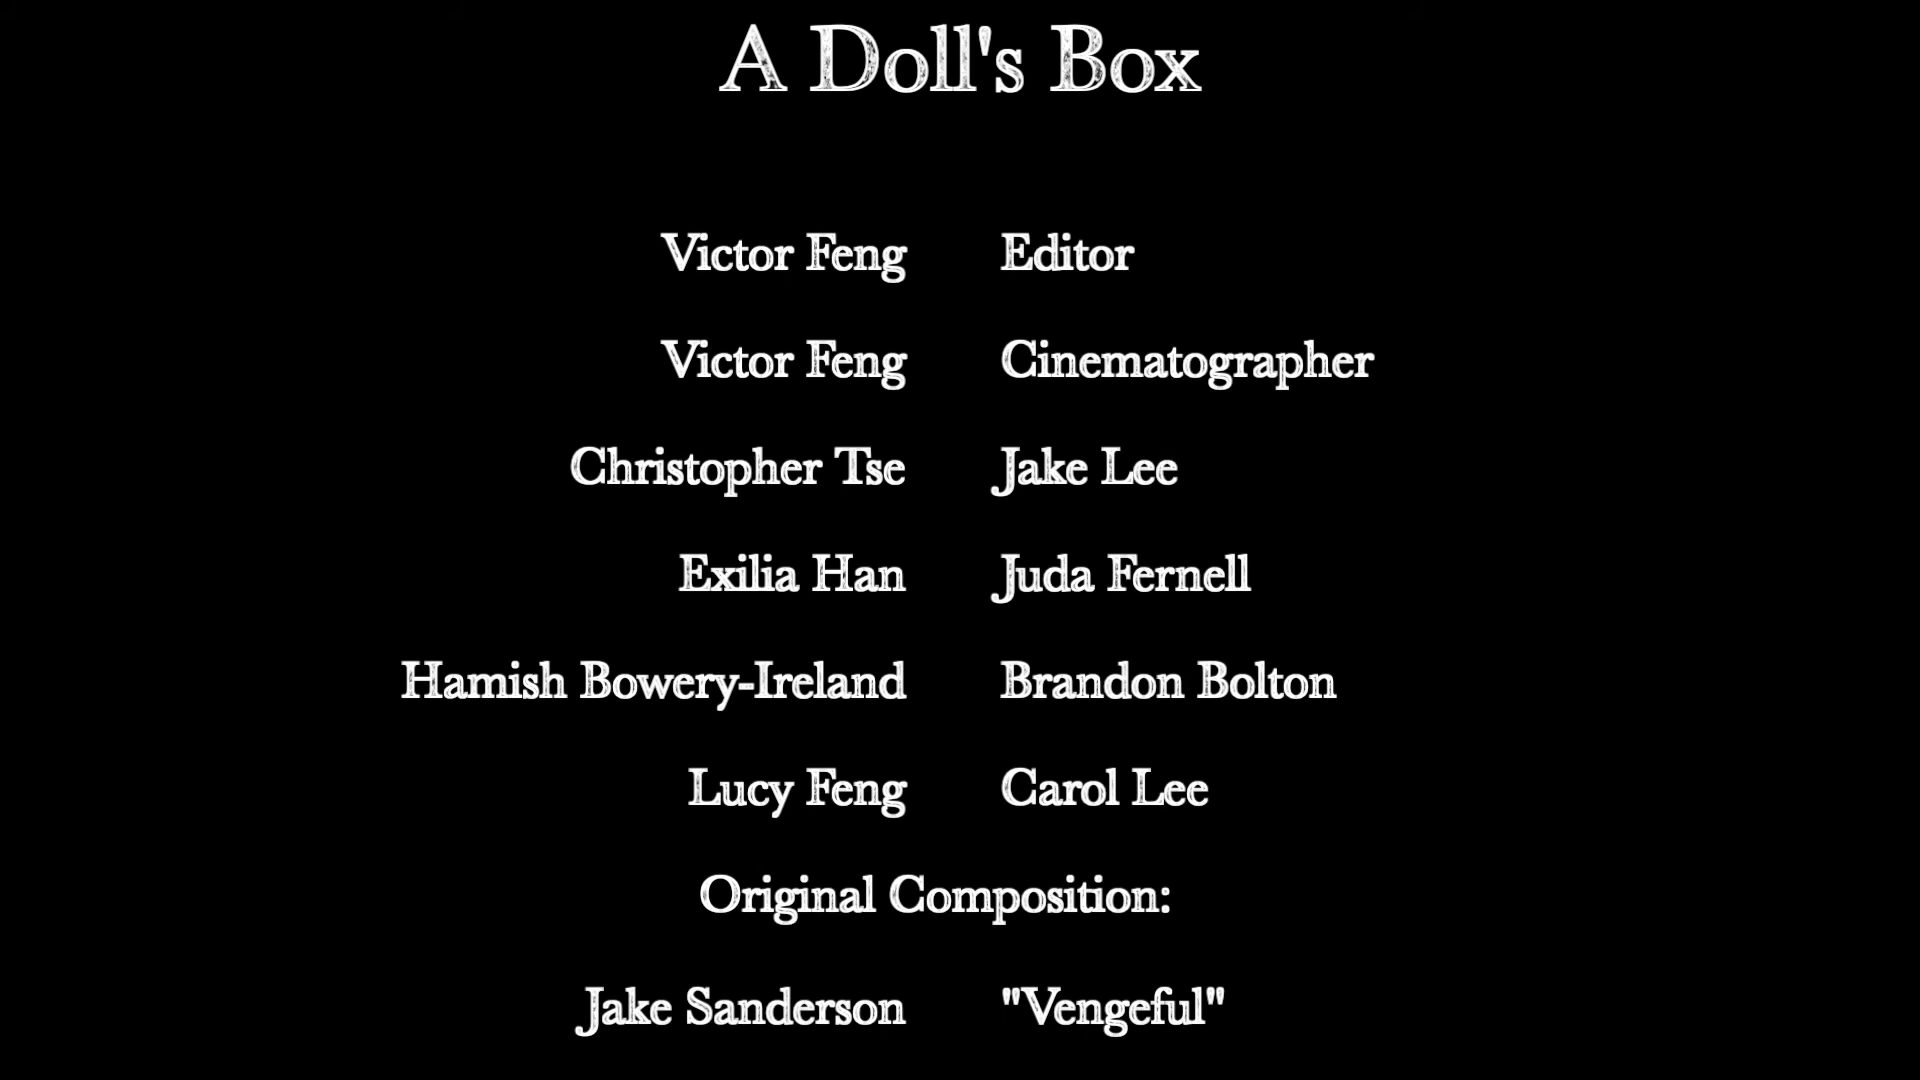 A Doll's Box
Victor Feng Editor
Victor Feng Cinematographer
Christopher Tse Jake Lee
Exilia Han Juda Fernell
Hamish Bowery-Ireland Brandon Bolton
Lucy Feng Carol Lee
Original Composition:
Jake Sanderson "Vengeful"